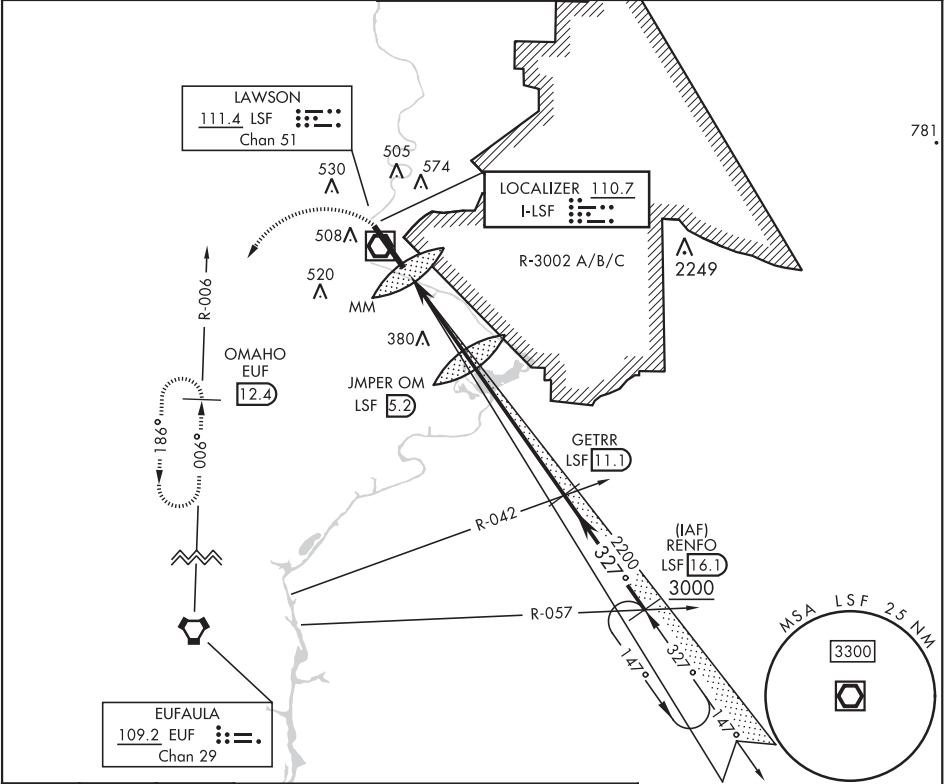 LAWSON
111.4 LSF
Chan 51
530
505
574
781
LOCALIZER 110.7
I-LSF
508
R-3002 A/B/C
2249
520
MM
R-006
380
OMAHO
EUF
12.4
JMPER OM
LSF 5.2
186°
006°
GETRR
LSF 11.1
R-042
2200
327°
(IAF)
RENFO
LSF 16.1
3000
R-057
147°
327°
147°
MSA LSF 25 NM
3300
EUFAULA
109.2 EUF
Chan 29